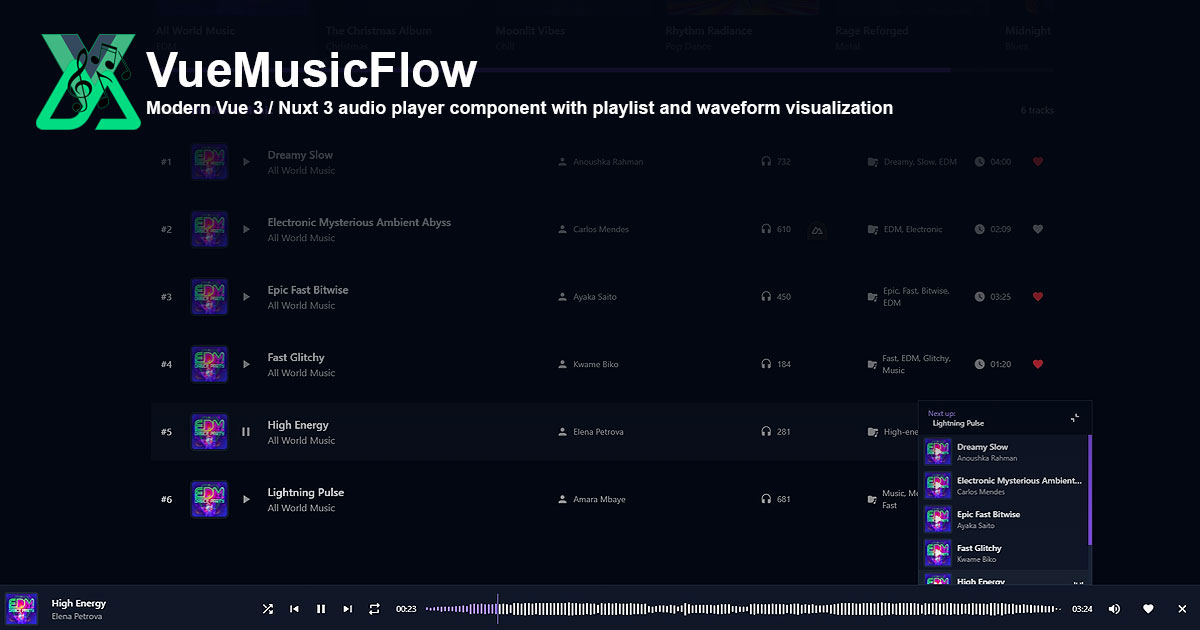 All World Music
EDM
The Christmas Album
Christmas
Moonlit Vibes
Chill
Rhythm Radiance
Pop Dance
Rage Reforged
Metal
Midnight
Blues
VueMusicFlow
Modern Vue 3 / Nuxt 3 audio player component with playlist and waveform visualization
6 tracks
#1
Dreamy Slow
All World Music
Anoushka Rahman
732
Dreamy, Slow, EDM
04:00
#2
Electronic Mysterious Ambient Abyss
All World Music
Carlos Mendes
610
EDM, Electronic
02:09
#3
Epic Fast Bitwise
All World Music
Ayaka Saito
450
Epic, Fast, Bitwise,
EDM
03:25
#4
Fast Glitchy
All World Music
Kwame Biko
184
Fast, EDM, Glitchy,
Music
01:20
#5
High Energy
All World Music
Elena Petrova
281
High-ene
#6
Lightning Pulse
All World Music
Amara Mbaye
681
Music, Mo
Fast
Next up:
Lightning Pulse
Dreamy Slow
Anoushka Rahman
Electronic Mysterious Ambient...
Carlos Mendes
Epic Fast Bitwise
Ayaka Saito
Fast Glitchy
Kwame Biko
High Energy
High Energy
Elena Petrova
00:23
03:24